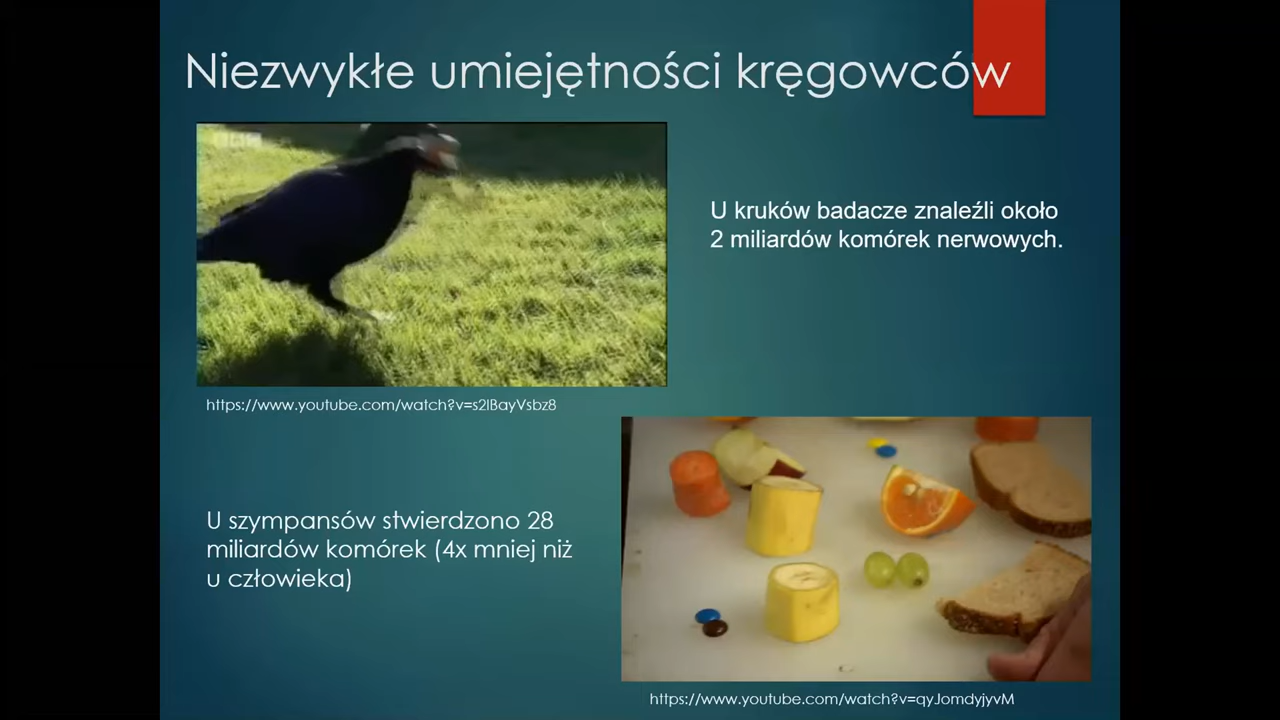 Niezwykłe umiejętności kręgowców
U kruków badacze znaleźli około
2 miliardów komórek nerwowych.
https://www.youtube.com/watch?v=s2IBayVsbz8
U szympansów stwierdzono 28
miliardów komórek (4x mniej niż
u człowieka)
https://www.youtube.com/watch?v=qyJomdyjyvM